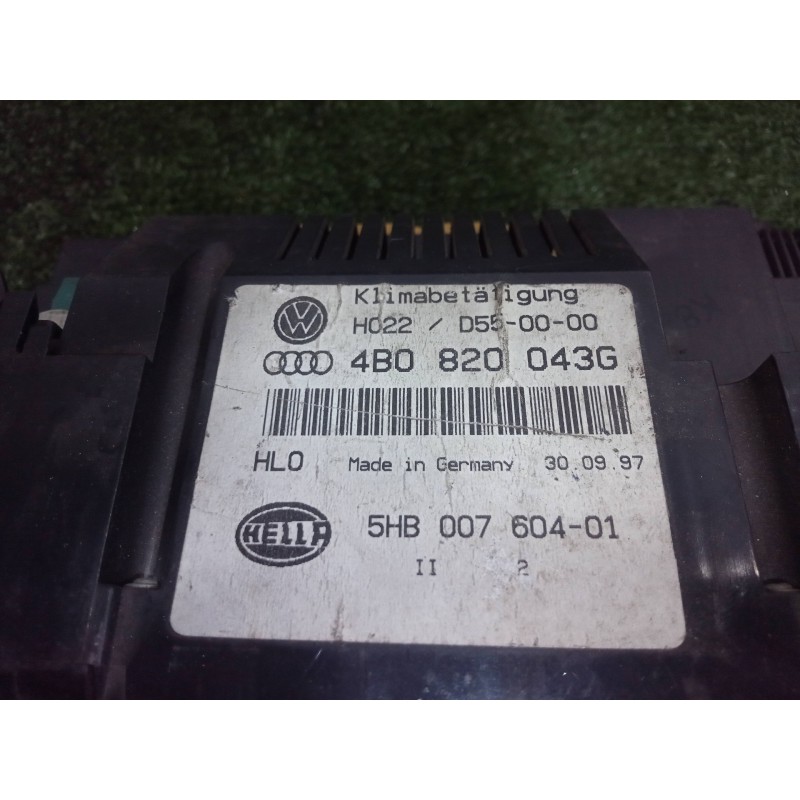 Klimabetätigung
H022 / D55-00-00
4B0 820 043G
HL0 Made in Germany 30.09.97
HELLA 5HB 007 604-01
II 2